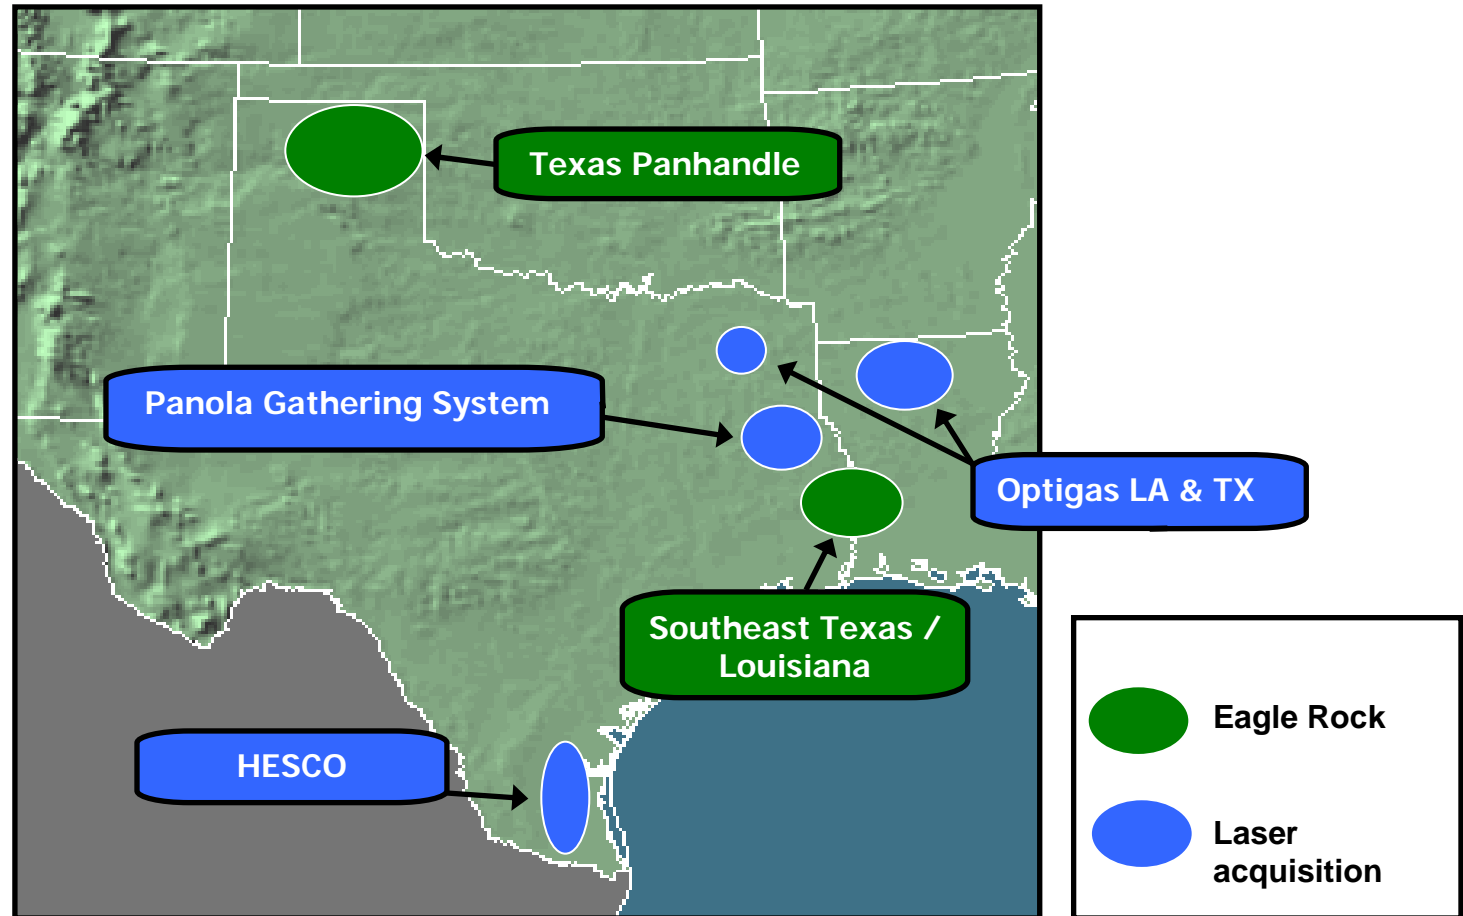 Texas Panhandle
Panola Gathering System
Optigas LA & TX
Southeast Texas /
Louisiana
HESCO
Eagle Rock
Laser
acquisition